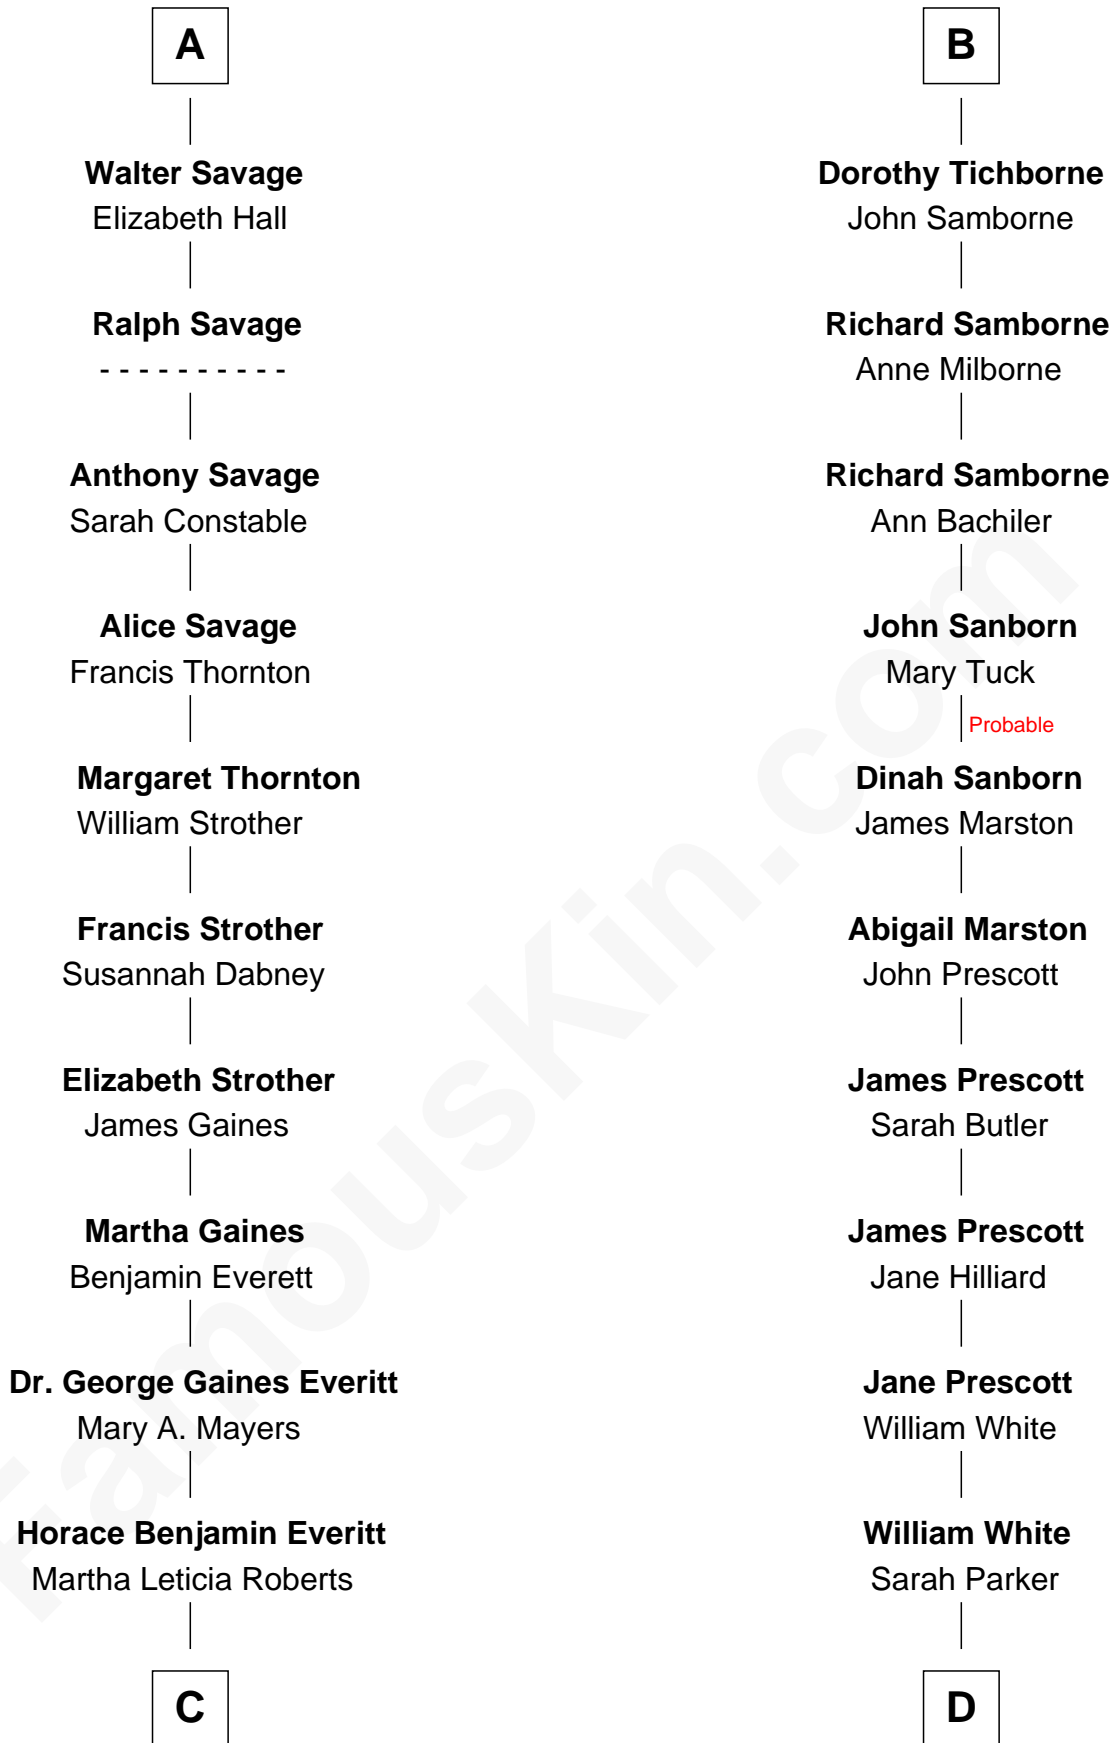 A
Walter Savage
Elizabeth Hall
Ralph Savage
- - - - - - - - - -
Anthony Savage
Sarah Constable
Alice Savage
Francis Thornton
Margaret Thornton
William Strother
Francis Strother
Susannah Dabney
Elizabeth Strother
James Gaines
Martha Gaines
Benjamin Everett
Dr. George Gaines Everitt
Mary A. Mayers
Horace Benjamin Everitt
Martha Leticia Roberts
C
B
Dorothy Tichborne
John Samborne
Richard Samborne
Anne Milborne
Richard Samborne
Ann Bachiler
John Sanborn
Mary Tuck
Probable
Dinah Sanborn
James Marston
Abigail Marston
John Prescott
James Prescott
Sarah Butler
James Prescott
Jane Hilliard
Jane Prescott
William White
William White
Sarah Parker
D
FamousKin.com